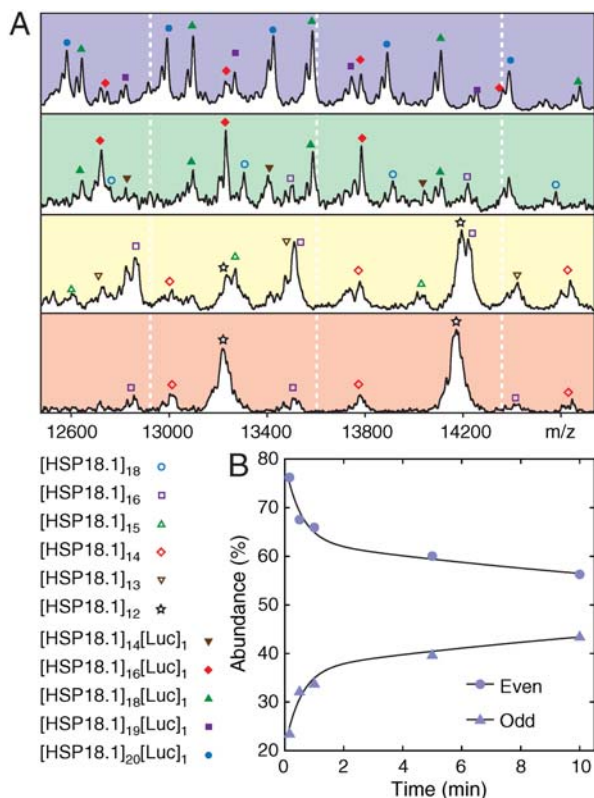 A
12600 13000 13400 13800 14200 m/z
[HSP18.1]18
[HSP18.1]16
[HSP18.1]15
[HSP18.1]14
[HSP18.1]13
[HSP18.1]12
[HSP18.1]14[Luc]1
[HSP18.1]16[Luc]1
[HSP18.1]18[Luc]1
[HSP18.1]19[Luc]1
[HSP18.1]20[Luc]1
B
Abundance (%)
80
70
60
50
40
30
20
Even
Odd
0 2 4 6 8 10
Time (min)